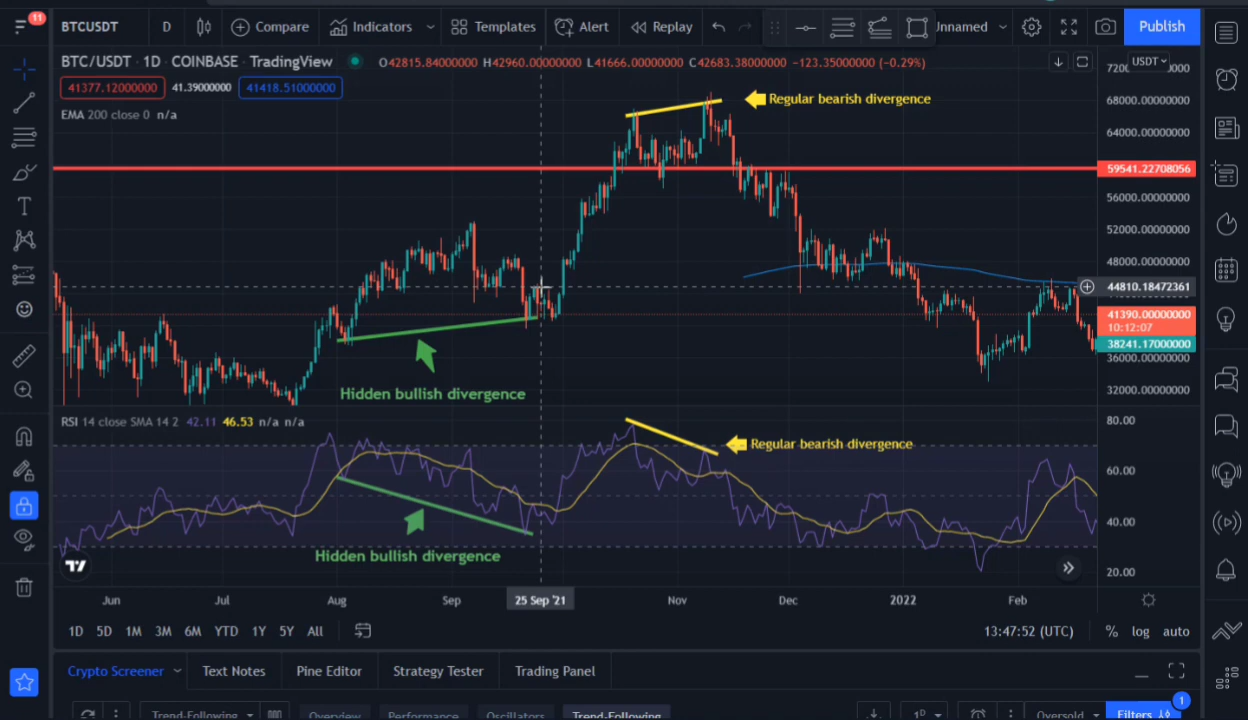 11
BTCUSDT D Compare Indicators Templates Alert Replay Unnamed Publish
BTC/USDT · 1D · COINBASE · TradingView O42815.84000000 H42960.00000000 L41666.00000000 C42683.38000000 −123.35000000 (−0.29%)
USDT
41377.12000000 41.39000000 41418.51000000
EMA 200 close 0 n/a
Regular bearish divergence
68000.00000000
64000.00000000
59541.22708056
56000.00000000
52000.00000000
48000.00000000
44810.18472361
41390.00000000
10:12:07
38241.17000000
36000.00000000
32000.00000000
Hidden bullish divergence
RSI 14 close SMA 14 2 42.11 46.53 n/a n/a
80.00
Regular bearish divergence
60.00
40.00
Hidden bullish divergence
20.00
Jun Jul Aug Sep 25 Sep '21 Nov Dec 2022 Feb
1D 5D 1M 3M 6M YTD 1Y 5Y All 13:47:52 (UTC) % log auto
Crypto Screener Text Notes Pine Editor Strategy Tester Trading Panel
1
Trend-Following Overview Performance Oscillators Trend-Following 1D Oversold Filters